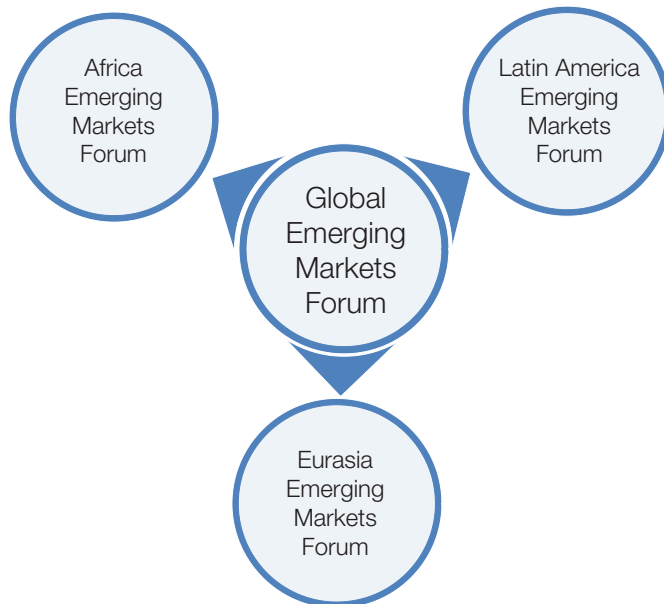 Africa
Emerging
Markets
Forum
Latin America
Emerging
Markets
Forum
Global
Emerging
Markets
Forum
Eurasia
Emerging
Markets
Forum